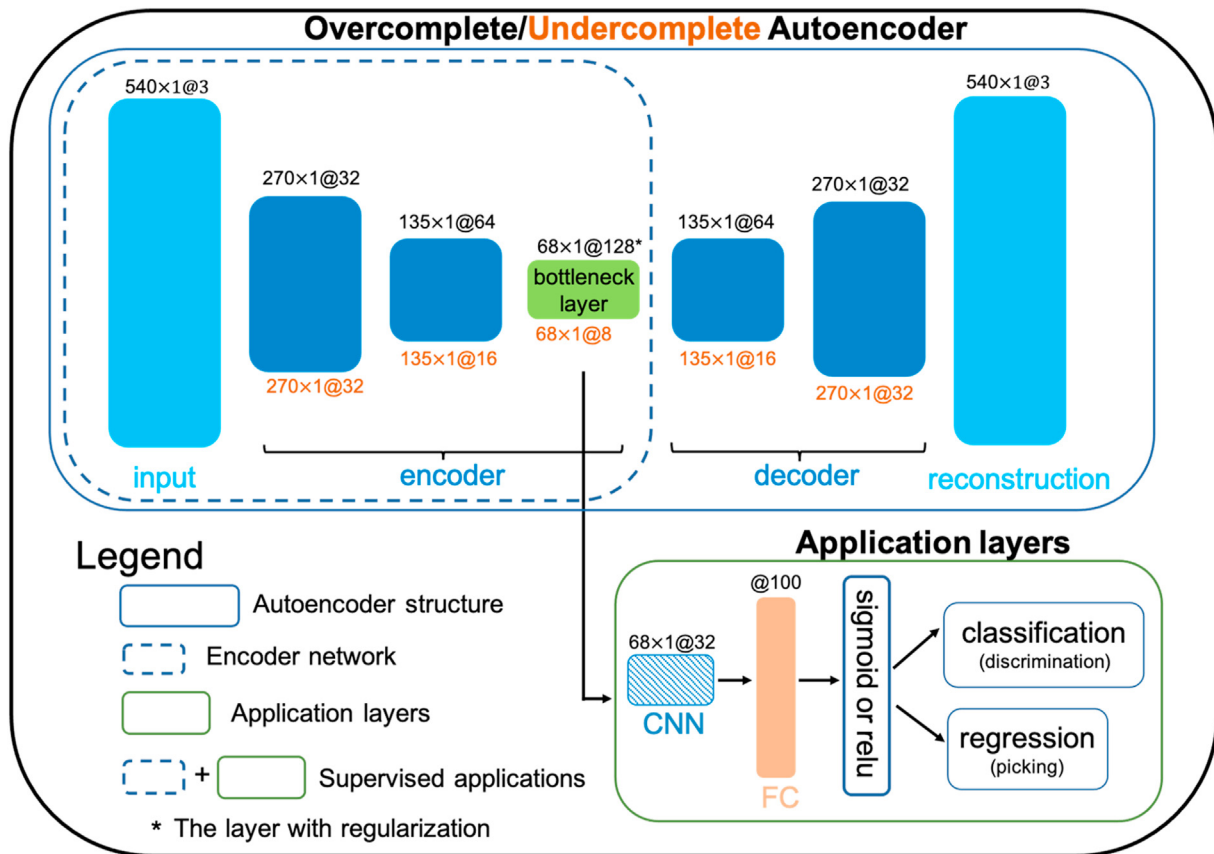 Overcomplete/Undercomplete Autoencoder
540×1@3
540×1@3
270×1@32
270×1@32
135×1@64
135×1@64
68×1@128*
bottleneck
layer
68×1@8
135×1@16
135×1@16
270×1@32
270×1@32
input
encoder
decoder
reconstruction
Legend
Autoencoder structure
Encoder network
Application layers
+
Supervised applications
* The layer with regularization
Application layers
@100
68×1@32
CNN
FC
sigmoid or relu
classification
(discrimination)
regression
(picking)